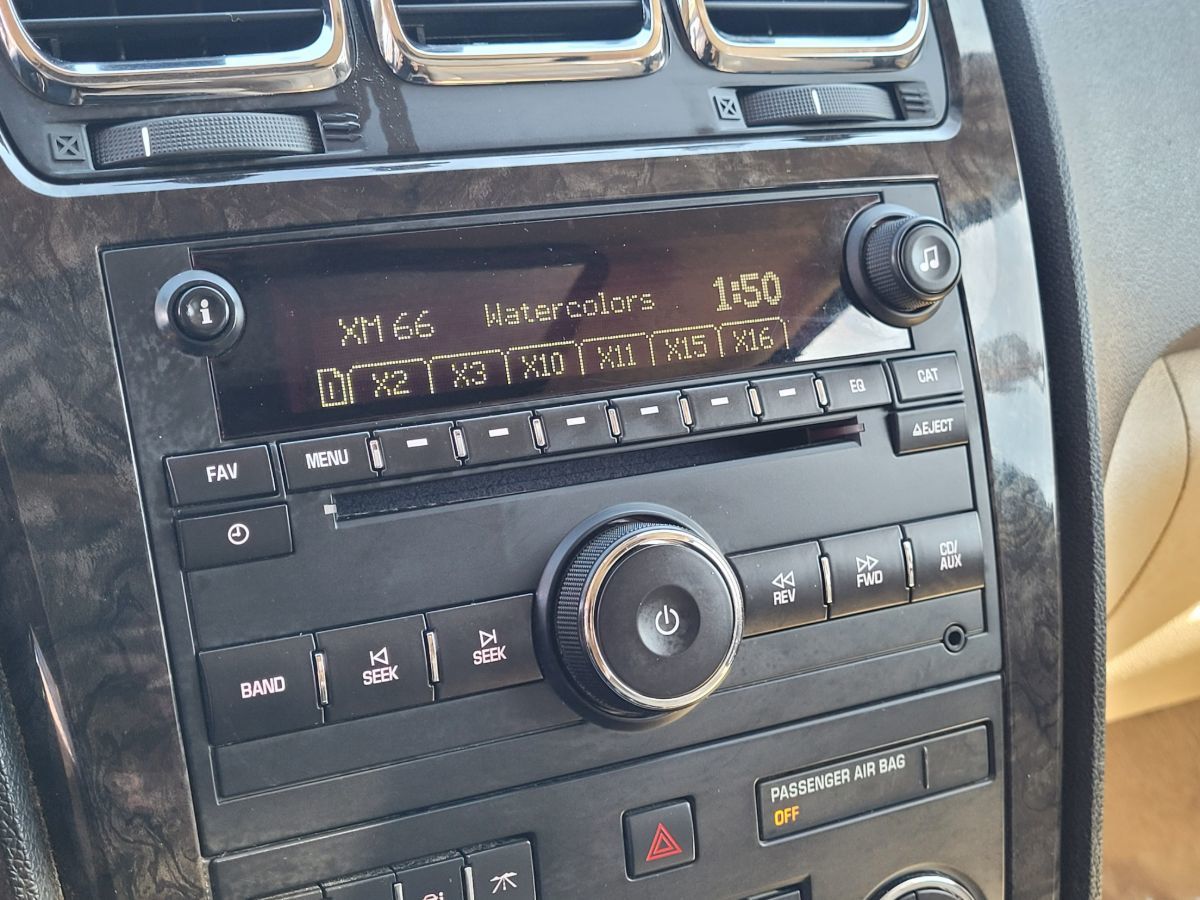 i
XM 66 Watercolors 1:50
1 X2 X3 X10 X11 X15 X16
FAV MENU EQ CAT
EJECT
BAND SEEK SEEK REV FWD CD/
AUX
PASSENGER AIR BAG
OFF